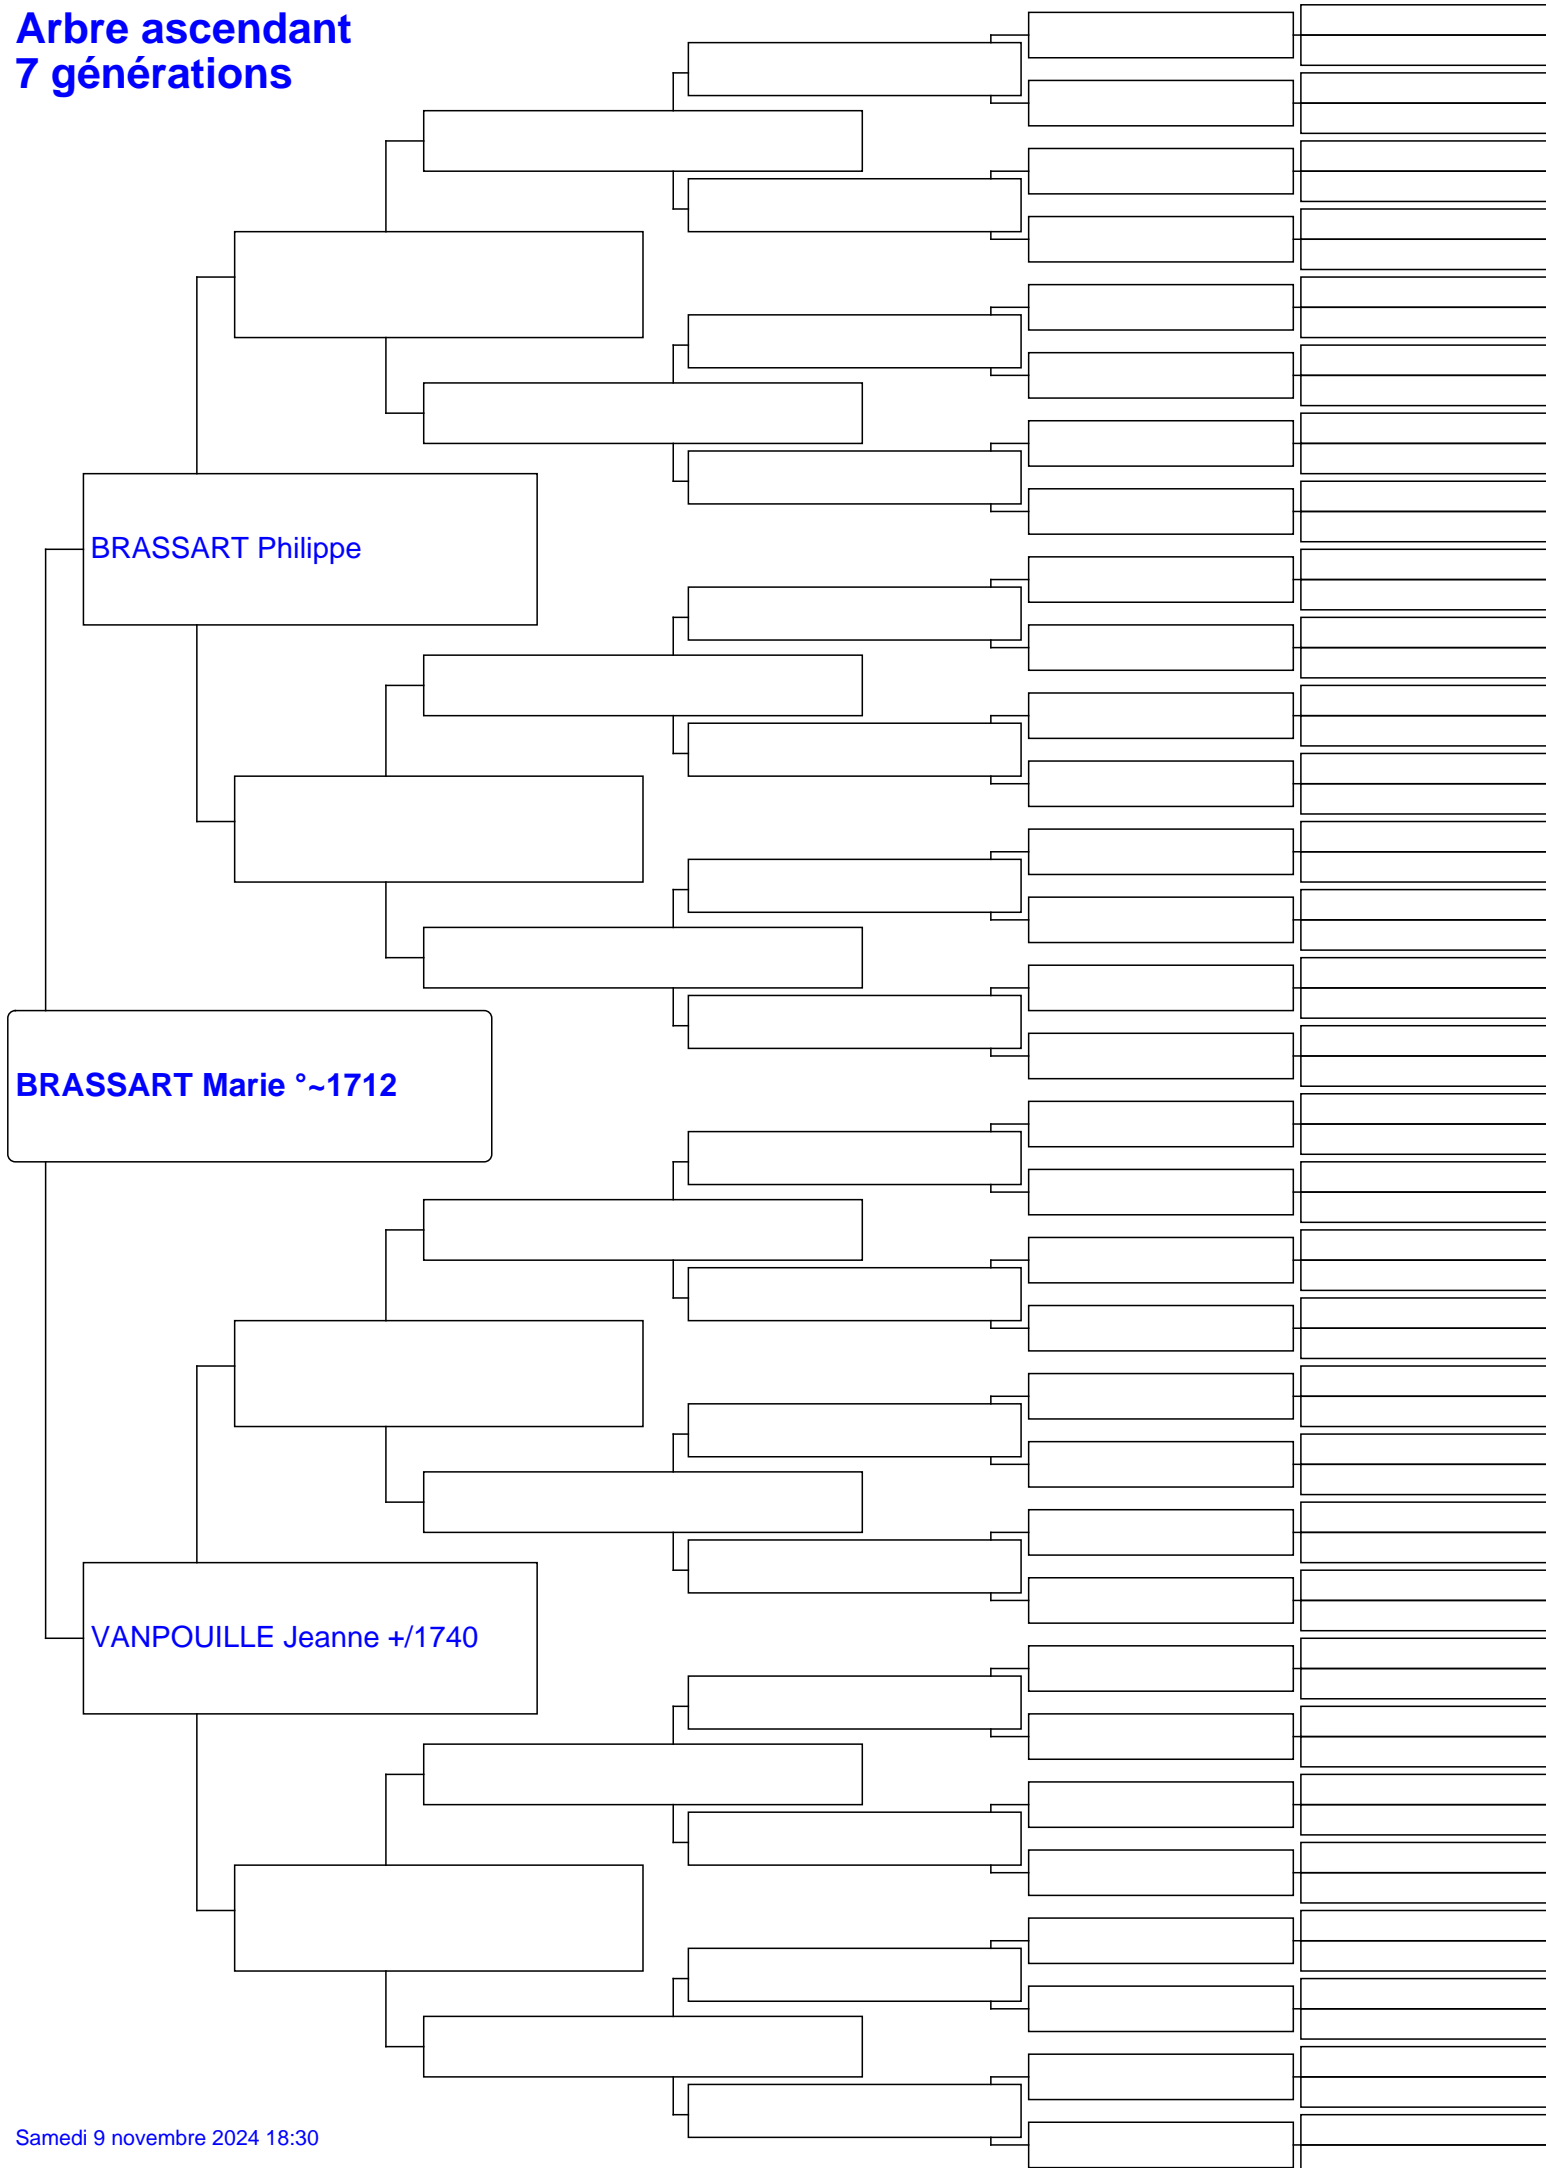 Arbre ascendant
7 générations
BRASSART Philippe
BRASSART Marie °~1712
VANPOUILLE Jeanne +/1740
Samedi 9 novembre 2024 18:30